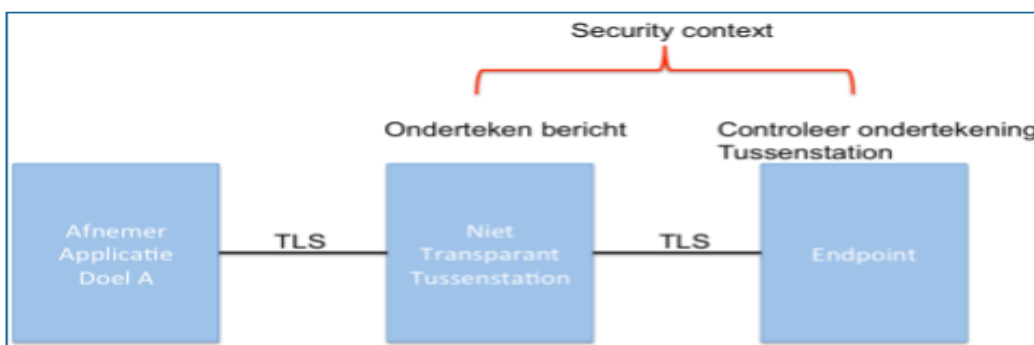 Security context
Onderteken bericht
Controleer ondertekening
Tussenstation
Afnemer
Applicatie
Doel A
TLS
Niet
Transparant
Tussenstation
TLS
Endpoint